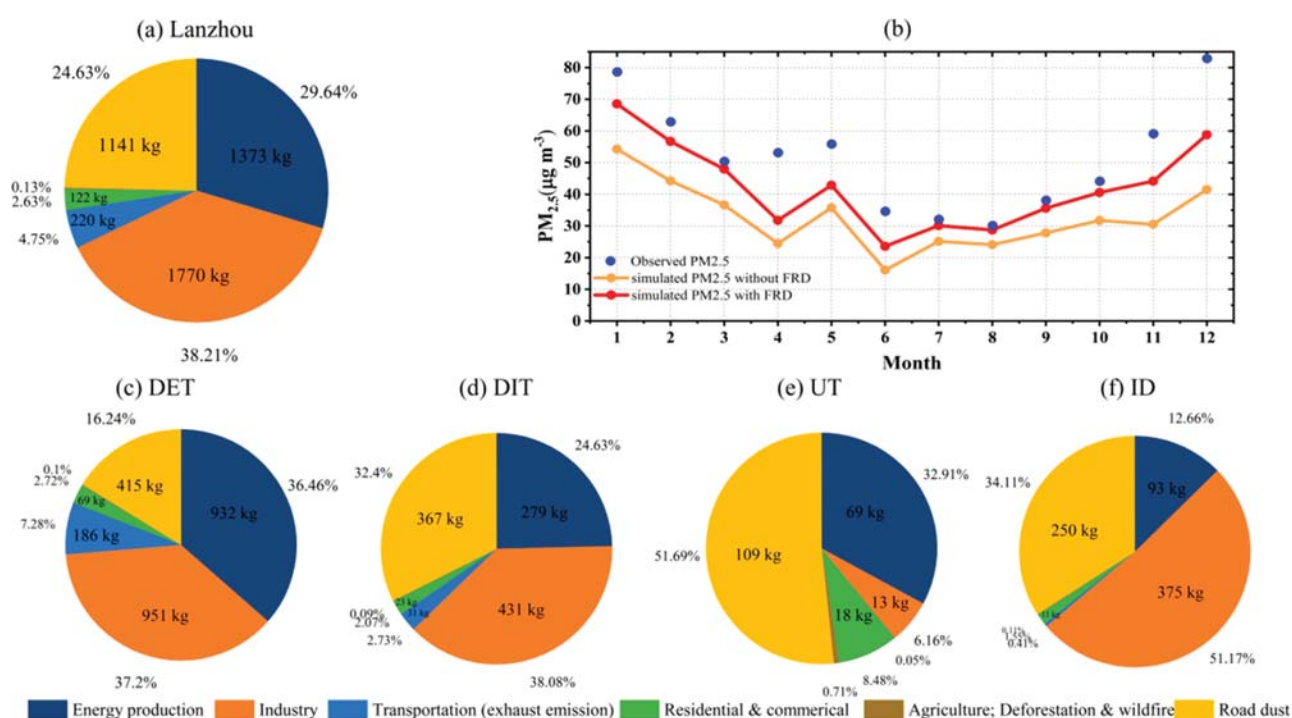 (a) Lanzhou
24.63%
29.64%
1141 kg
1373 kg
0.13%
2.63%
122 kg
220 kg
4.75%
1770 kg
38.21%
(b)
80
70
60
50
40
30
20
10
0
PM2.5(µg m-3)
Observed PM2.5
simulated PM2.5 without FRD
simulated PM2.5 with FRD
1 2 3 4 5 6 7 8 9 10 11 12
Month
(c) DET
16.24%
0.1%
2.72%
415 kg
36.46%
69 kg
932 kg
7.28%
186 kg
951 kg
37.2%
(d) DIT
24.63%
32.4%
367 kg
279 kg
23 kg
31 kg
0.09%
2.07%
2.73%
431 kg
38.08%
(e) UT
32.91%
69 kg
51.69%
109 kg
13 kg
18 kg
6.16%
0.05%
8.48%
0.71%
(f) ID
12.66%
34.11%
93 kg
250 kg
375 kg
0.41%
51.17%
Energy production
Industry
Transportation (exhaust emission)
Residential & commerical
Agriculture; Deforestation & wildfire
Road dust